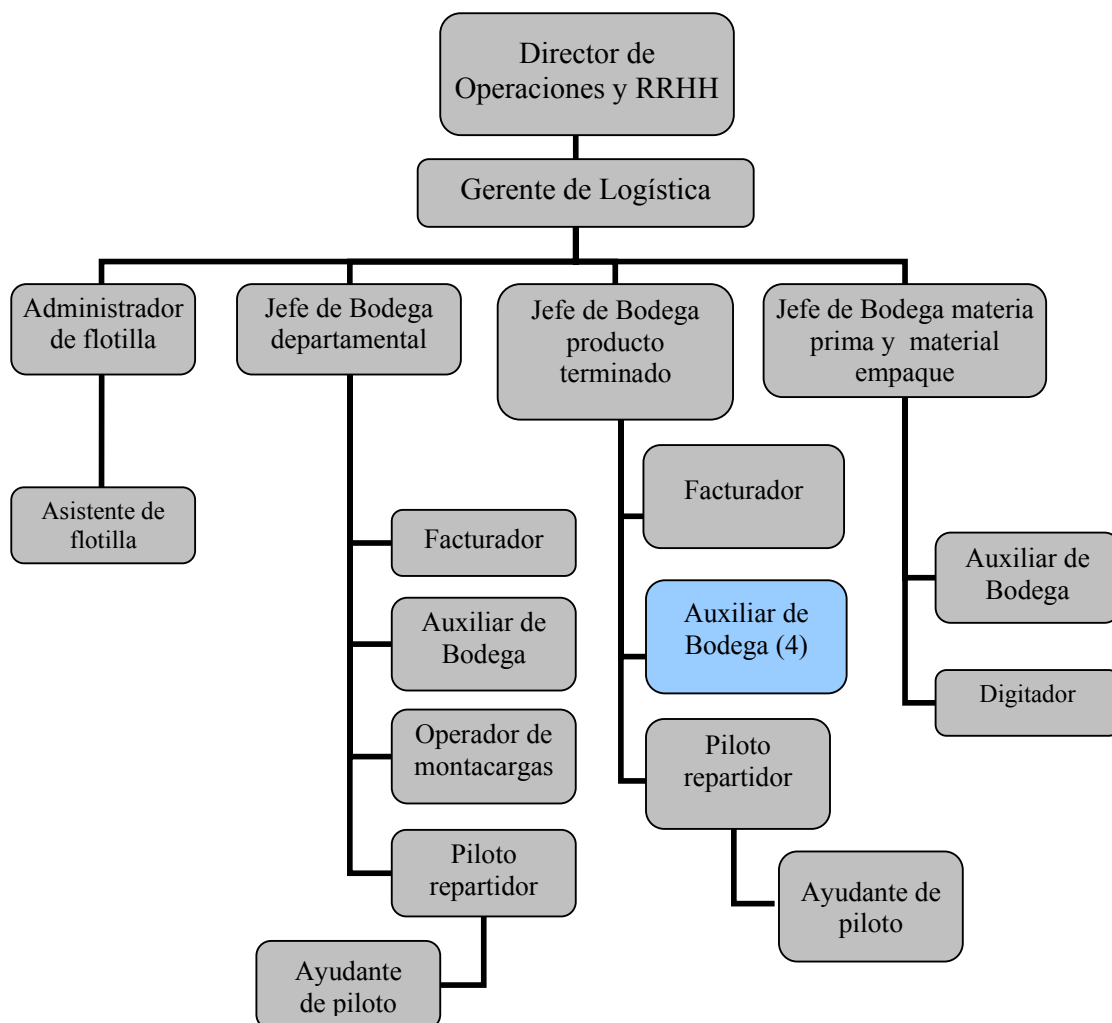 Director de
Operaciones y RRHH
Gerente de Logística
Administrador
de flotilla
Jefe de Bodega
departamental
Jefe de Bodega
producto
terminado
Jefe de Bodega materia
prima y material
empaque
Asistente de
flotilla
Facturador
Auxiliar de
Bodega
Operador de
montacargas
Piloto
repartidor
Ayudante
de piloto
Facturador
Auxiliar de
Bodega (4)
Piloto
repartidor
Ayudante de
piloto
Auxiliar de
Bodega
Digitador